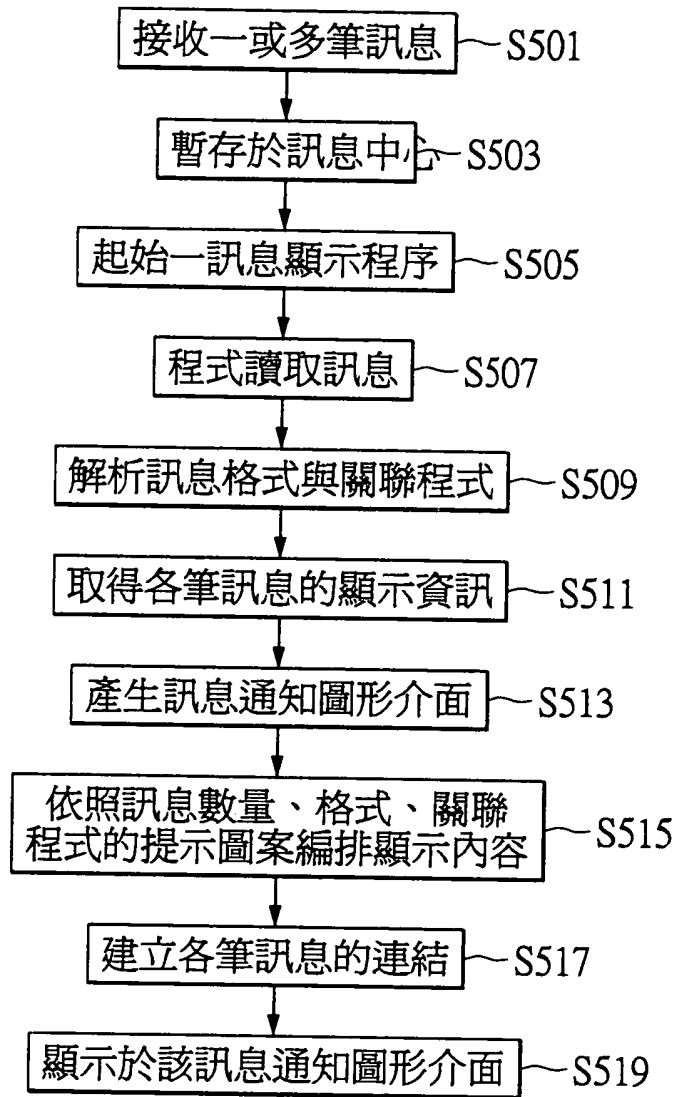 接收一或多筆訊息 S501
暫存於訊息中心 S503
起始一訊息顯示程序 S505
程式讀取訊息 S507
解析訊息格式與關聯程式 S509
取得各筆訊息的顯示資訊 S511
產生訊息通知圖形介面 S513
依照訊息數量、格式、關聯
程式的提示圖案編排顯示內容 S515
建立各筆訊息的連結 S517
顯示於該訊息通知圖形介面 S519